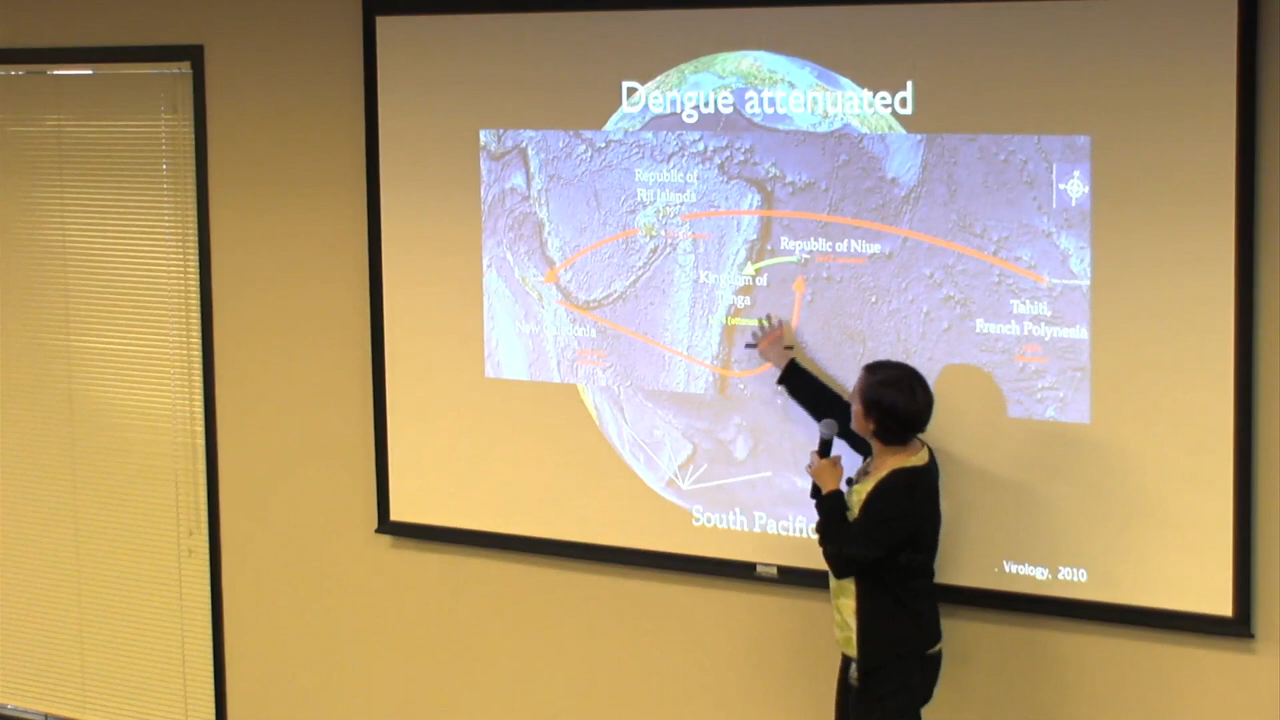 Dengue attenuated
Republic of
Fiji Islands
Republic of Niue
Kingdom of
Tonga
Tahiti,
French Polynesia
New Caledonia
South Pacific
. Virology, 2010